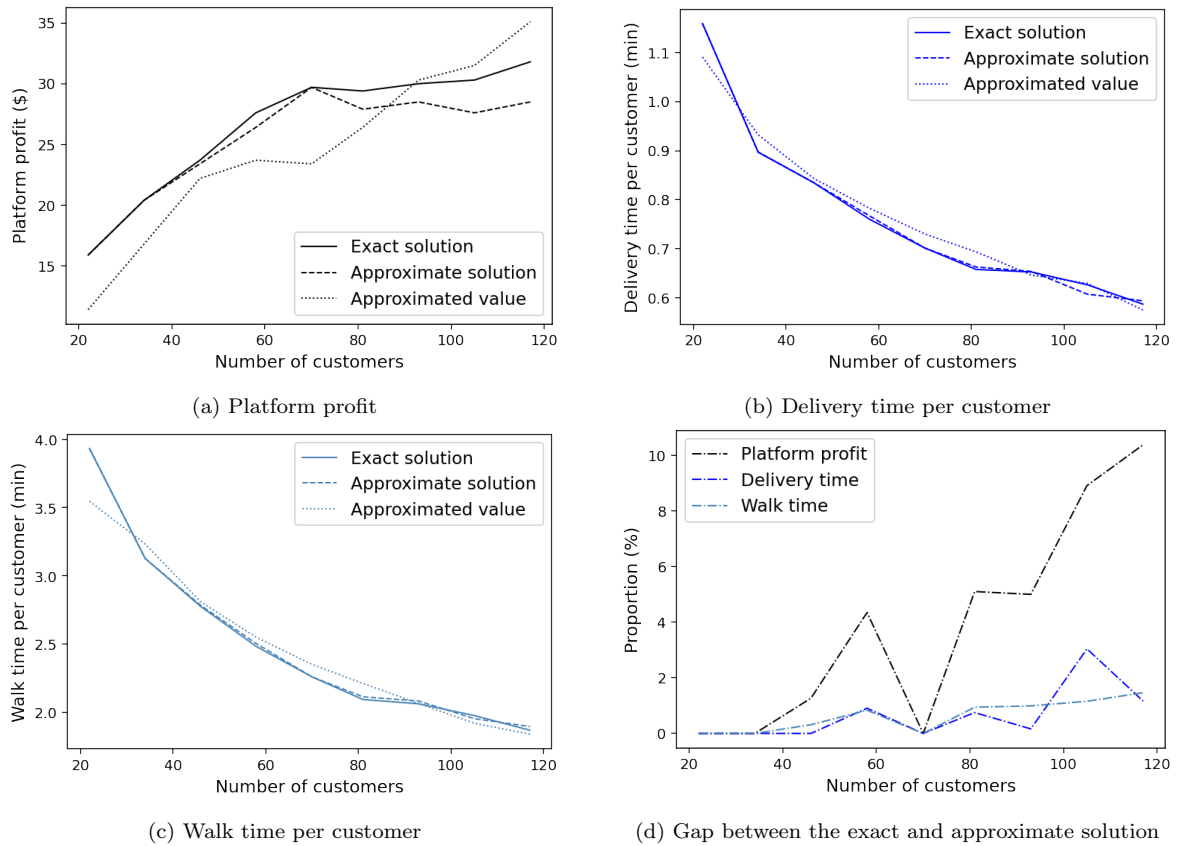 Platform profit ($)
35
30
25
20
15
Exact solution
Approximate solution
Approximated value
20 40 60 80 100 120
Number of customers
(a) Platform profit
Delivery time per customer (min)
1.1
1.0
0.9
0.8
0.7
0.6
Exact solution
Approximate solution
Approximated value
20 40 60 80 100 120
Number of customers
(b) Delivery time per customer
Walk time per customer (min)
4.0
3.5
3.0
2.5
2.0
Exact solution
Approximate solution
Approximated value
20 40 60 80 100 120
Number of customers
(c) Walk time per customer
Proportion (%)
10
8
6
4
2
0
Platform profit
Delivery time
Walk time
20 40 60 80 100 120
Number of customers
(d) Gap between the exact and approximate solution